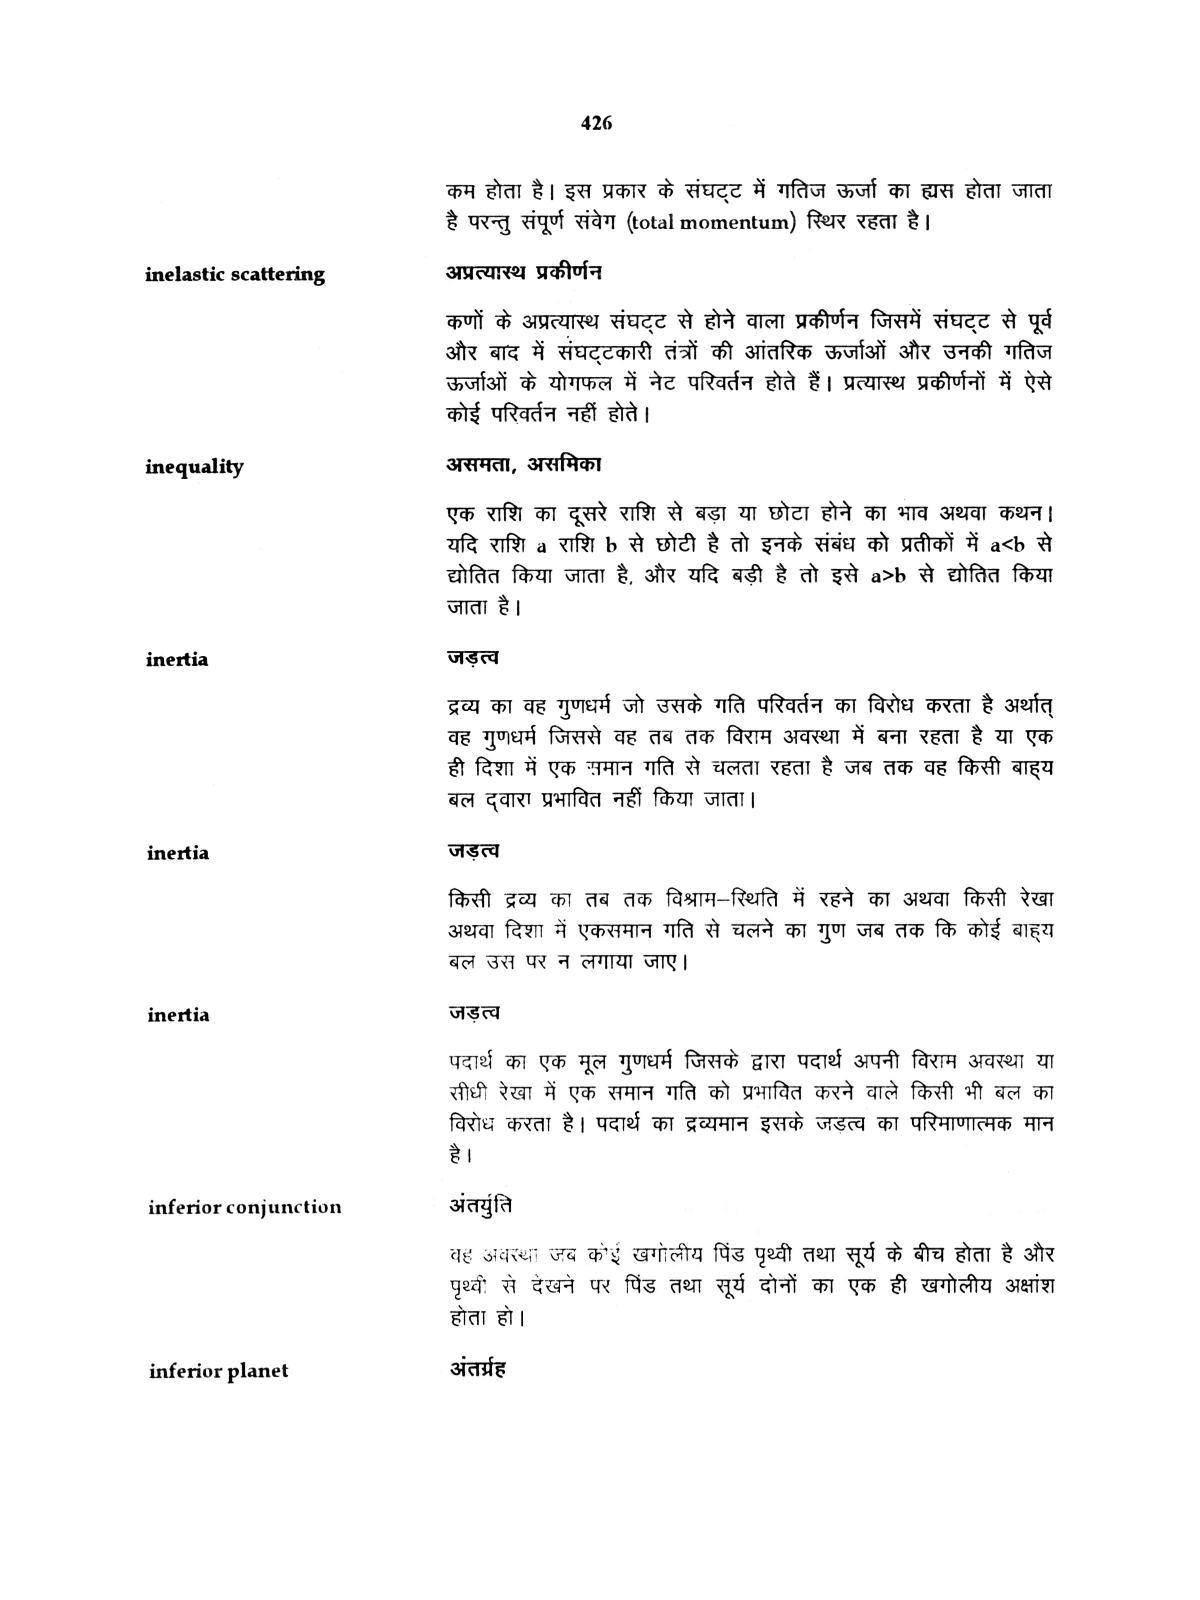 426
कम होता है। इस प्रकार के संघट्ट में गतिज ऊर्जा का ह्यस होता जाता
है परन्तु संपूर्ण संवेग (total momentum) स्थिर रहता है।
inelastic scattering अप्रत्यास्थ प्रकीर्णन
कणों के अप्रत्यास्थ संघट्ट से होने वाला प्रकीर्णन जिसमें संघट्ट से पूर्व
और बाद में संघट्टकारी तंत्रों की आंतरिक ऊर्जाओं और उनकी गतिज
ऊर्जाओं के योगफल में नेट परिवर्तन होते हैं। प्रत्यास्थ प्रकीर्णनों में ऐसे
कोई परिवर्तन नहीं होते।
inequality असमता, असमिका
एक राशि का दूसरे राशि से बड़ा या छोटा होने का भाव अथवा कथन।
यदि राशि a राशि b से छोटी है तो इनके संबंध को प्रतीकों में a<b से
द्योतित किया जाता है, और यदि बड़ी है तो इसे a>b से द्योतित किया
जाता है।
inertia जड़त्व
द्रव्य का वह गुणधर्म जो उसके गति परिवर्तन का विरोध करता है अर्थात्
वह गुणधर्म जिससे वह तब तक विराम अवस्था में बना रहता है या एक
ही दिशा में एक समान गति से चलता रहता है जब तक वह किसी बाह्य
बल द्वारा प्रभावित नहीं किया जाता।
inertia जड़त्व
किसी द्रव्य का तब तक विश्राम–स्थिति में रहने का अथवा किसी रेखा
अथवा दिशा में एकसमान गति से चलने का गुण जब तक कि कोई बाह्य
बल उस पर न लगाया जाए।
inertia जड़त्व
पदार्थ का एक मूल गुणधर्म जिसके द्वारा पदार्थ अपनी विराम अवस्था या
सीधी रेखा में एक समान गति को प्रभावित करने वाले किसी भी बल का
विरोध करता है। पदार्थ का द्रव्यमान इसके जड़त्व का परिमाणात्मक मान
है।
inferior conjunction अंतर्युति
वह अवस्था जब कोई खगोलीय पिंड पृथ्वी तथा सूर्य के बीच होता है और
पृथ्वी से देखने पर पिंड तथा सूर्य दोनों का एक ही खगोलीय अक्षांश
होता हो।
inferior planet अंतर्ग्रह